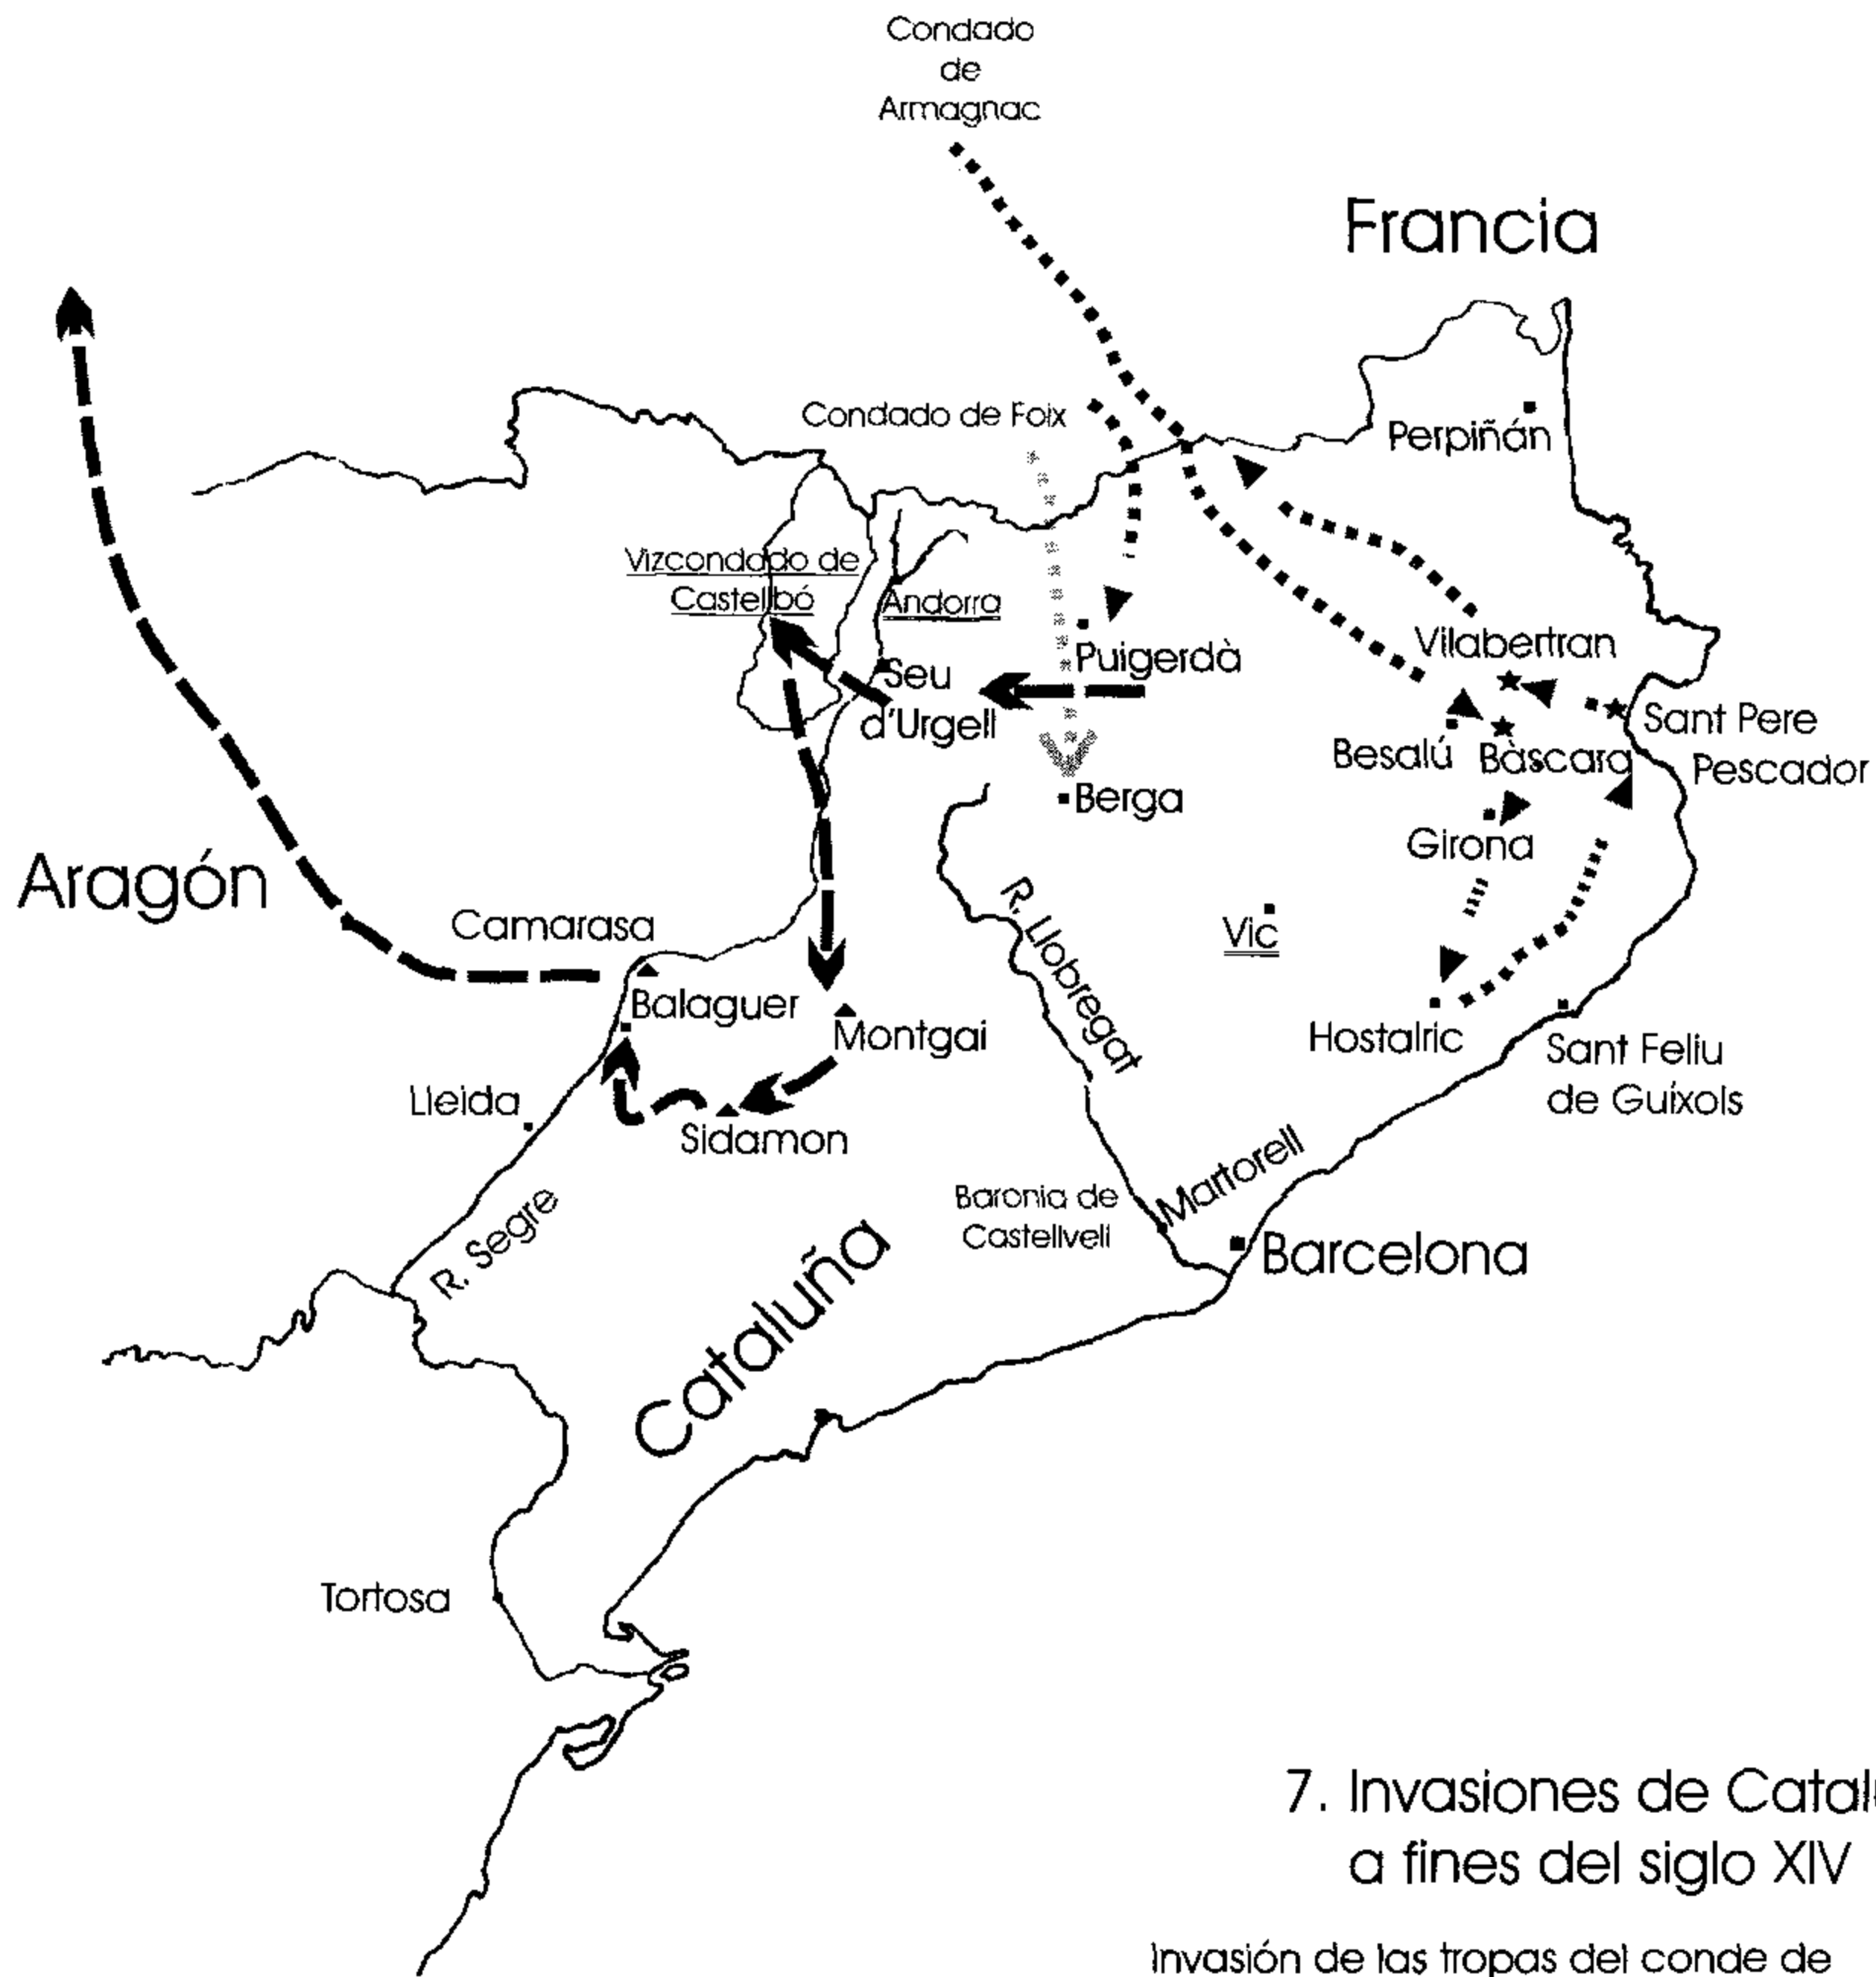 Condado
de
Armagnac
Francia
Condado de Foix
Perpiñán
Vizcondado de
Castellbó
Andorra
Vilabertran
Puigerdà
Seu
d'Urgell
Sant Pere
Pescador
Besalú
Bàscara
Berga
Girona
Aragón
Camarasa
R. Llobregat
Vic
Balaguer
Montgai
Hostalric
Sant Feliu
de Guíxols
Lleida
Sidamon
Martorell
Baronia de
Castellvell
R. Segre
Barcelona
Cataluña
Tortosa
7. Invasiones de Catal
a fines del siglo XIV
Invasión de las tropas del conde de